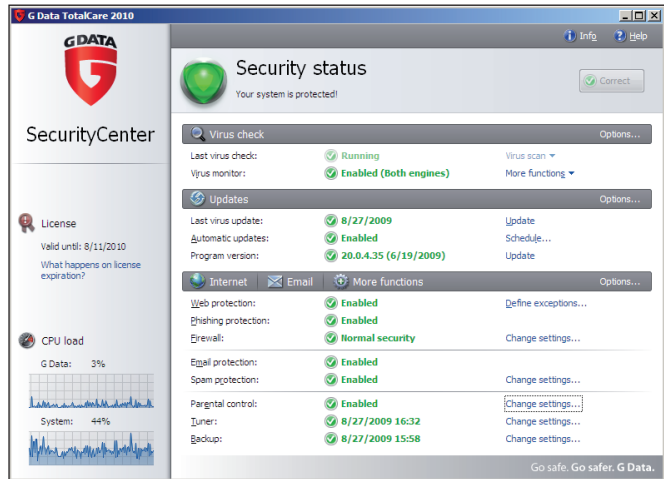 G Data TotalCare 2010
GDATA
Info Help
Security status
Your system is protected!
Correct
SecurityCenter
Virus check Options...
Last virus check: Running Virus scan
Virus monitor: Enabled (Both engines) More functions
Updates Options...
Last virus update: 8/27/2009 Update
Automatic updates: Enabled Schedule...
Program version: 20.0.4.35 (6/19/2009) Update
License
Valid until: 8/11/2010
What happens on license
expiration?
Internet Email More functions Options...
Web protection: Enabled Define exceptions...
Phishing protection: Enabled
Firewall: Normal security Change settings...
Email protection: Enabled
Spam protection: Enabled Change settings...
Parental control: Enabled Change settings...
Tuner: 8/27/2009 16:32 Change settings...
Backup: 8/27/2009 15:58 Change settings...
CPU load
G Data: 3%
System: 44%
Go safe. Go safer. G Data.